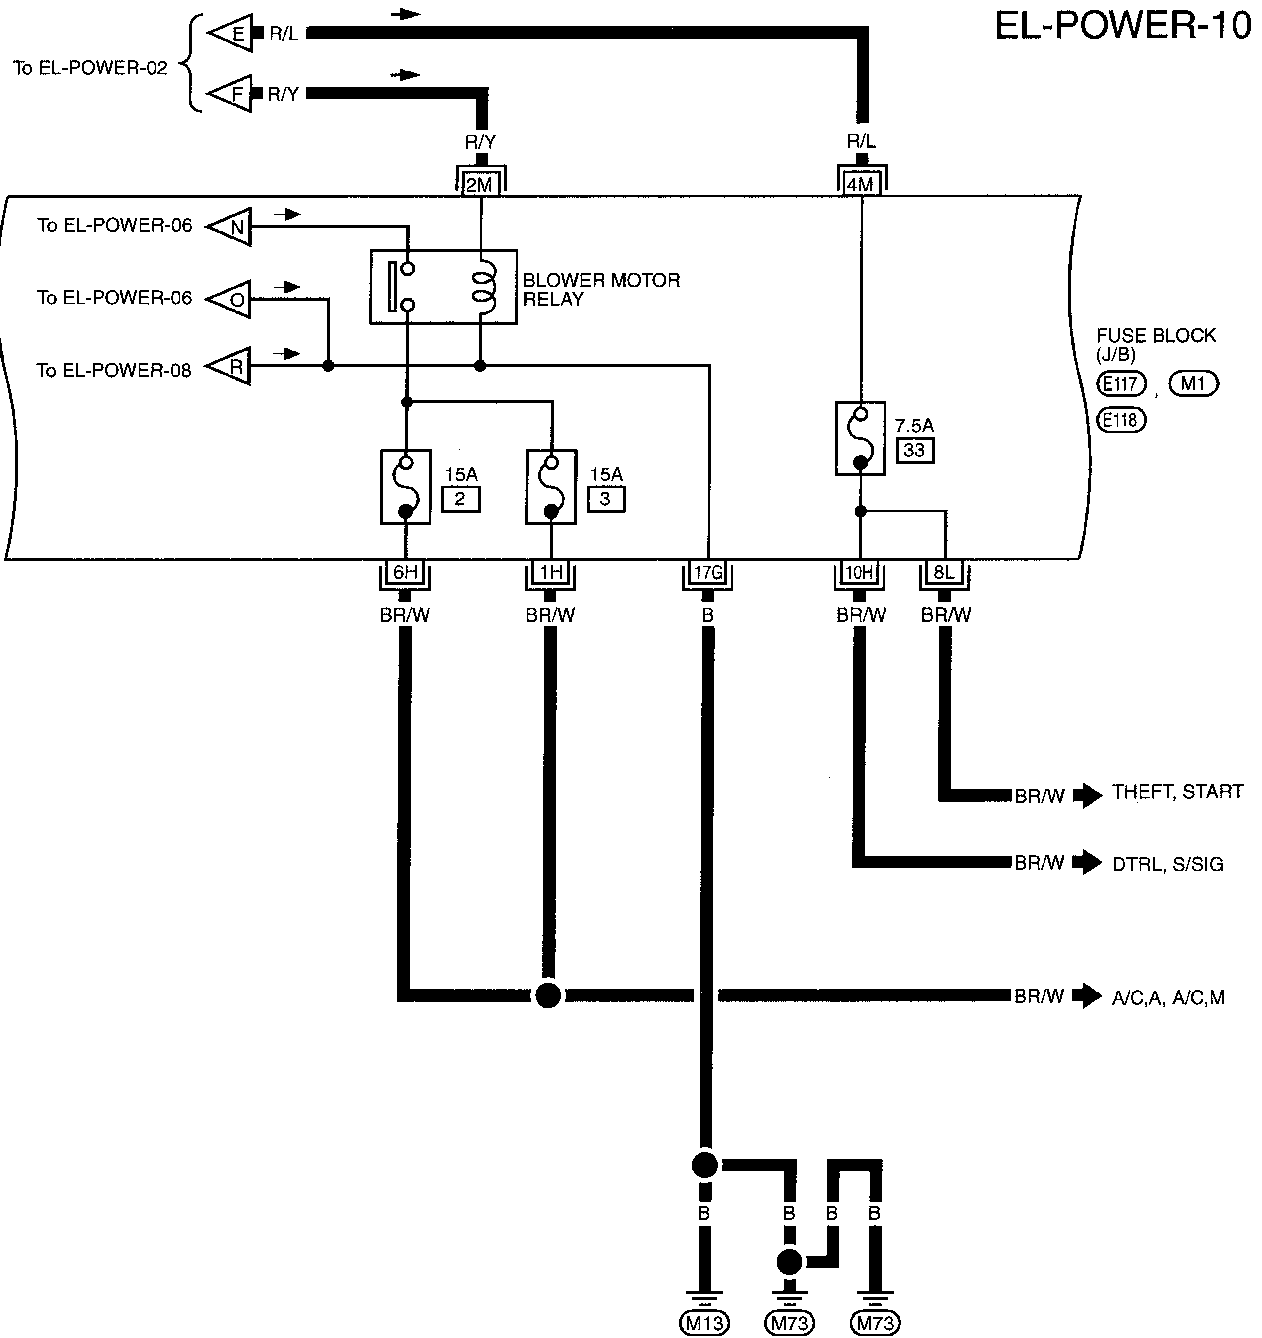 EL-POWER-10
To EL-POWER-02
E R/L
F R/Y
R/Y R/L
2M 4M
To EL-POWER-06 N
To EL-POWER-06 O
To EL-POWER-08 R
BLOWER MOTOR
RELAY
FUSE BLOCK
(J/B)
E117 , M1
E118
7.5A
33
15A
2
15A
3
6H 1H 17G 10H 8L
BR/W BR/W B BR/W BR/W
BR/W THEFT, START
BR/W DTRL, S/SIG
BR/W A/C,A, A/C,M
B B B B
M13 M73 M73